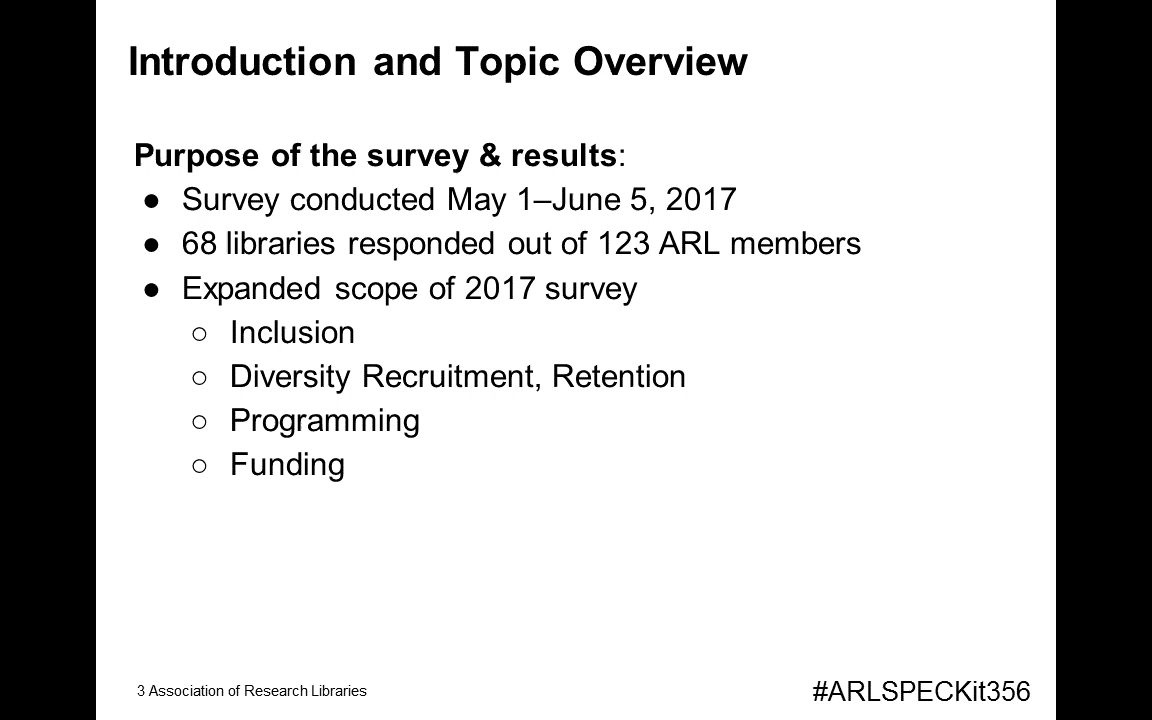 Introduction and Topic Overview
Purpose of the survey & results:
● Survey conducted May 1–June 5, 2017
● 68 libraries responded out of 123 ARL members
● Expanded scope of 2017 survey
○ Inclusion
○ Diversity Recruitment, Retention
○ Programming
○ Funding
3 Association of Research Libraries
#ARLSPECKit356